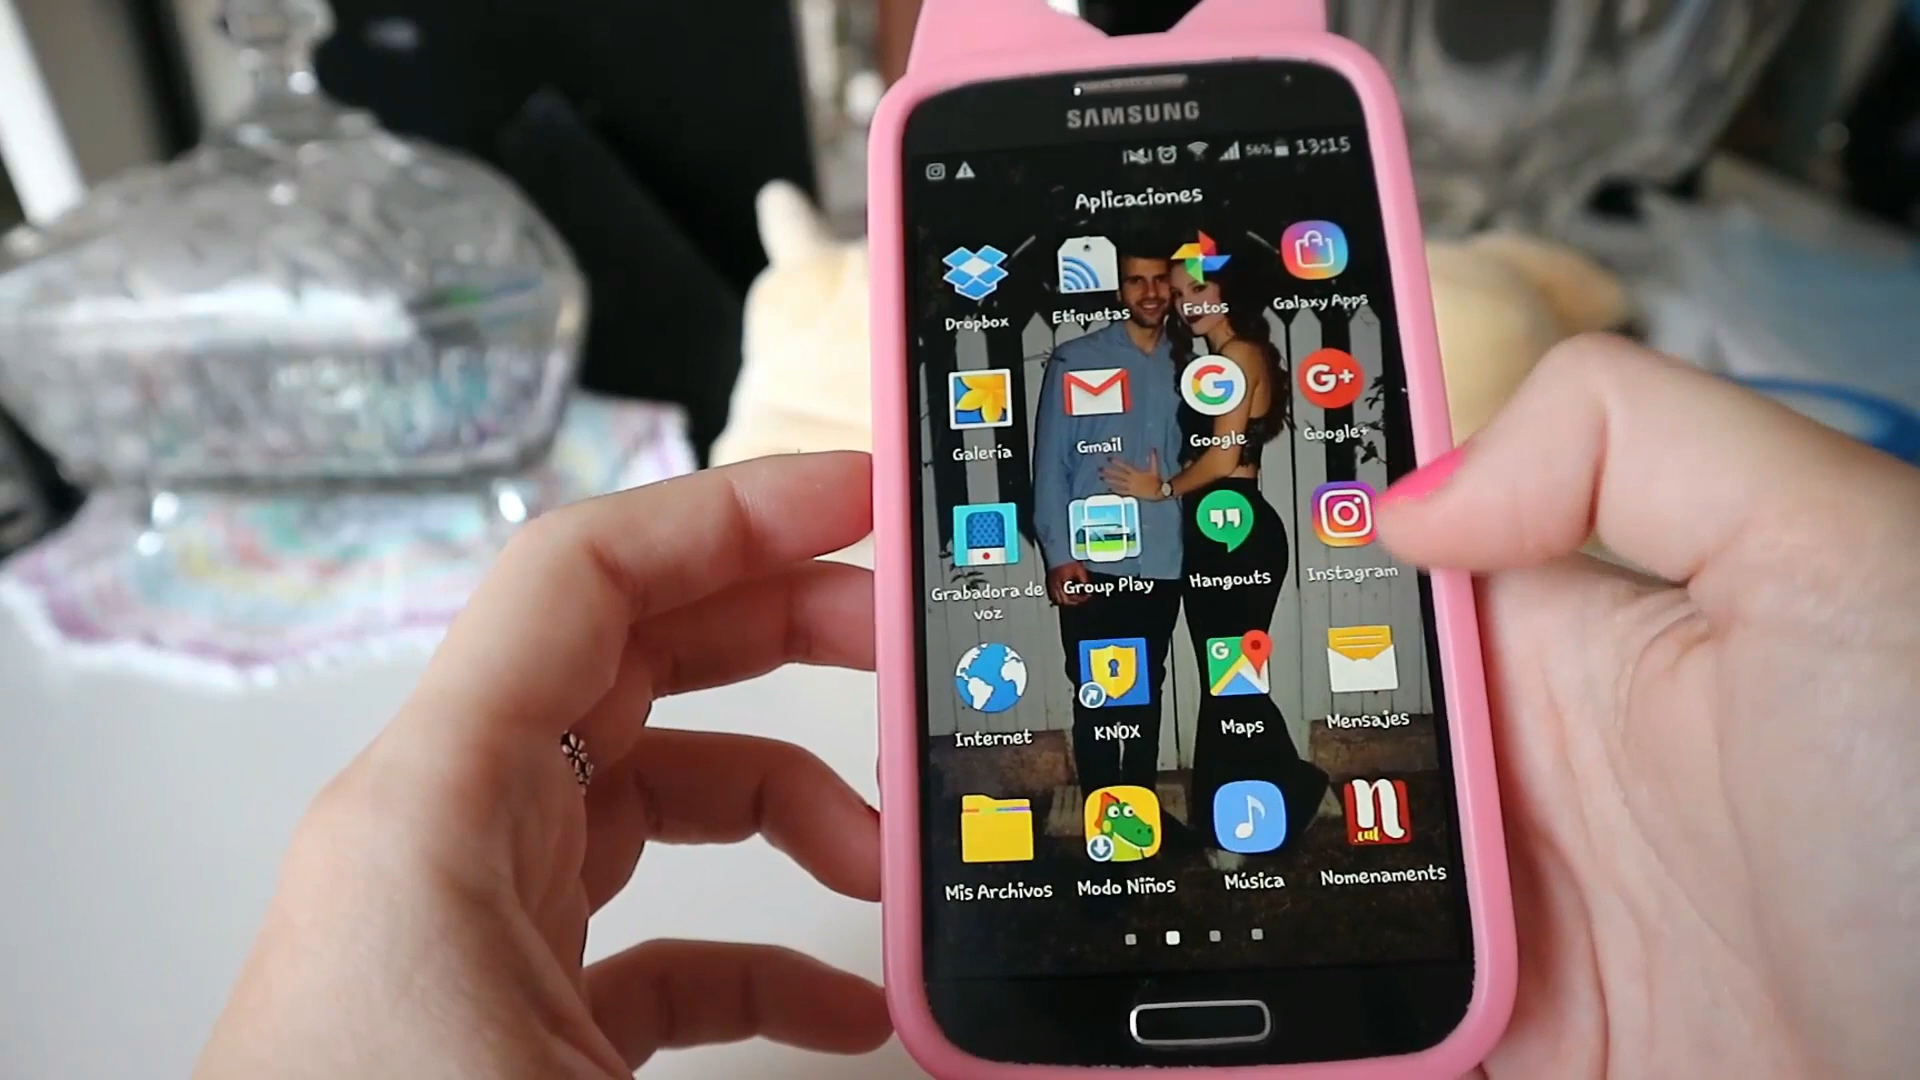 SAMSUNG
56% 13:15
Aplicaciones
Dropbox Etiquetas Fotos Galaxy Apps
Galería Gmail Google Google+
Grabadora de voz Group Play Hangouts Instagram
Internet KNOX Maps Mensajes
Mis Archivos Modo Niños Música Nomenaments